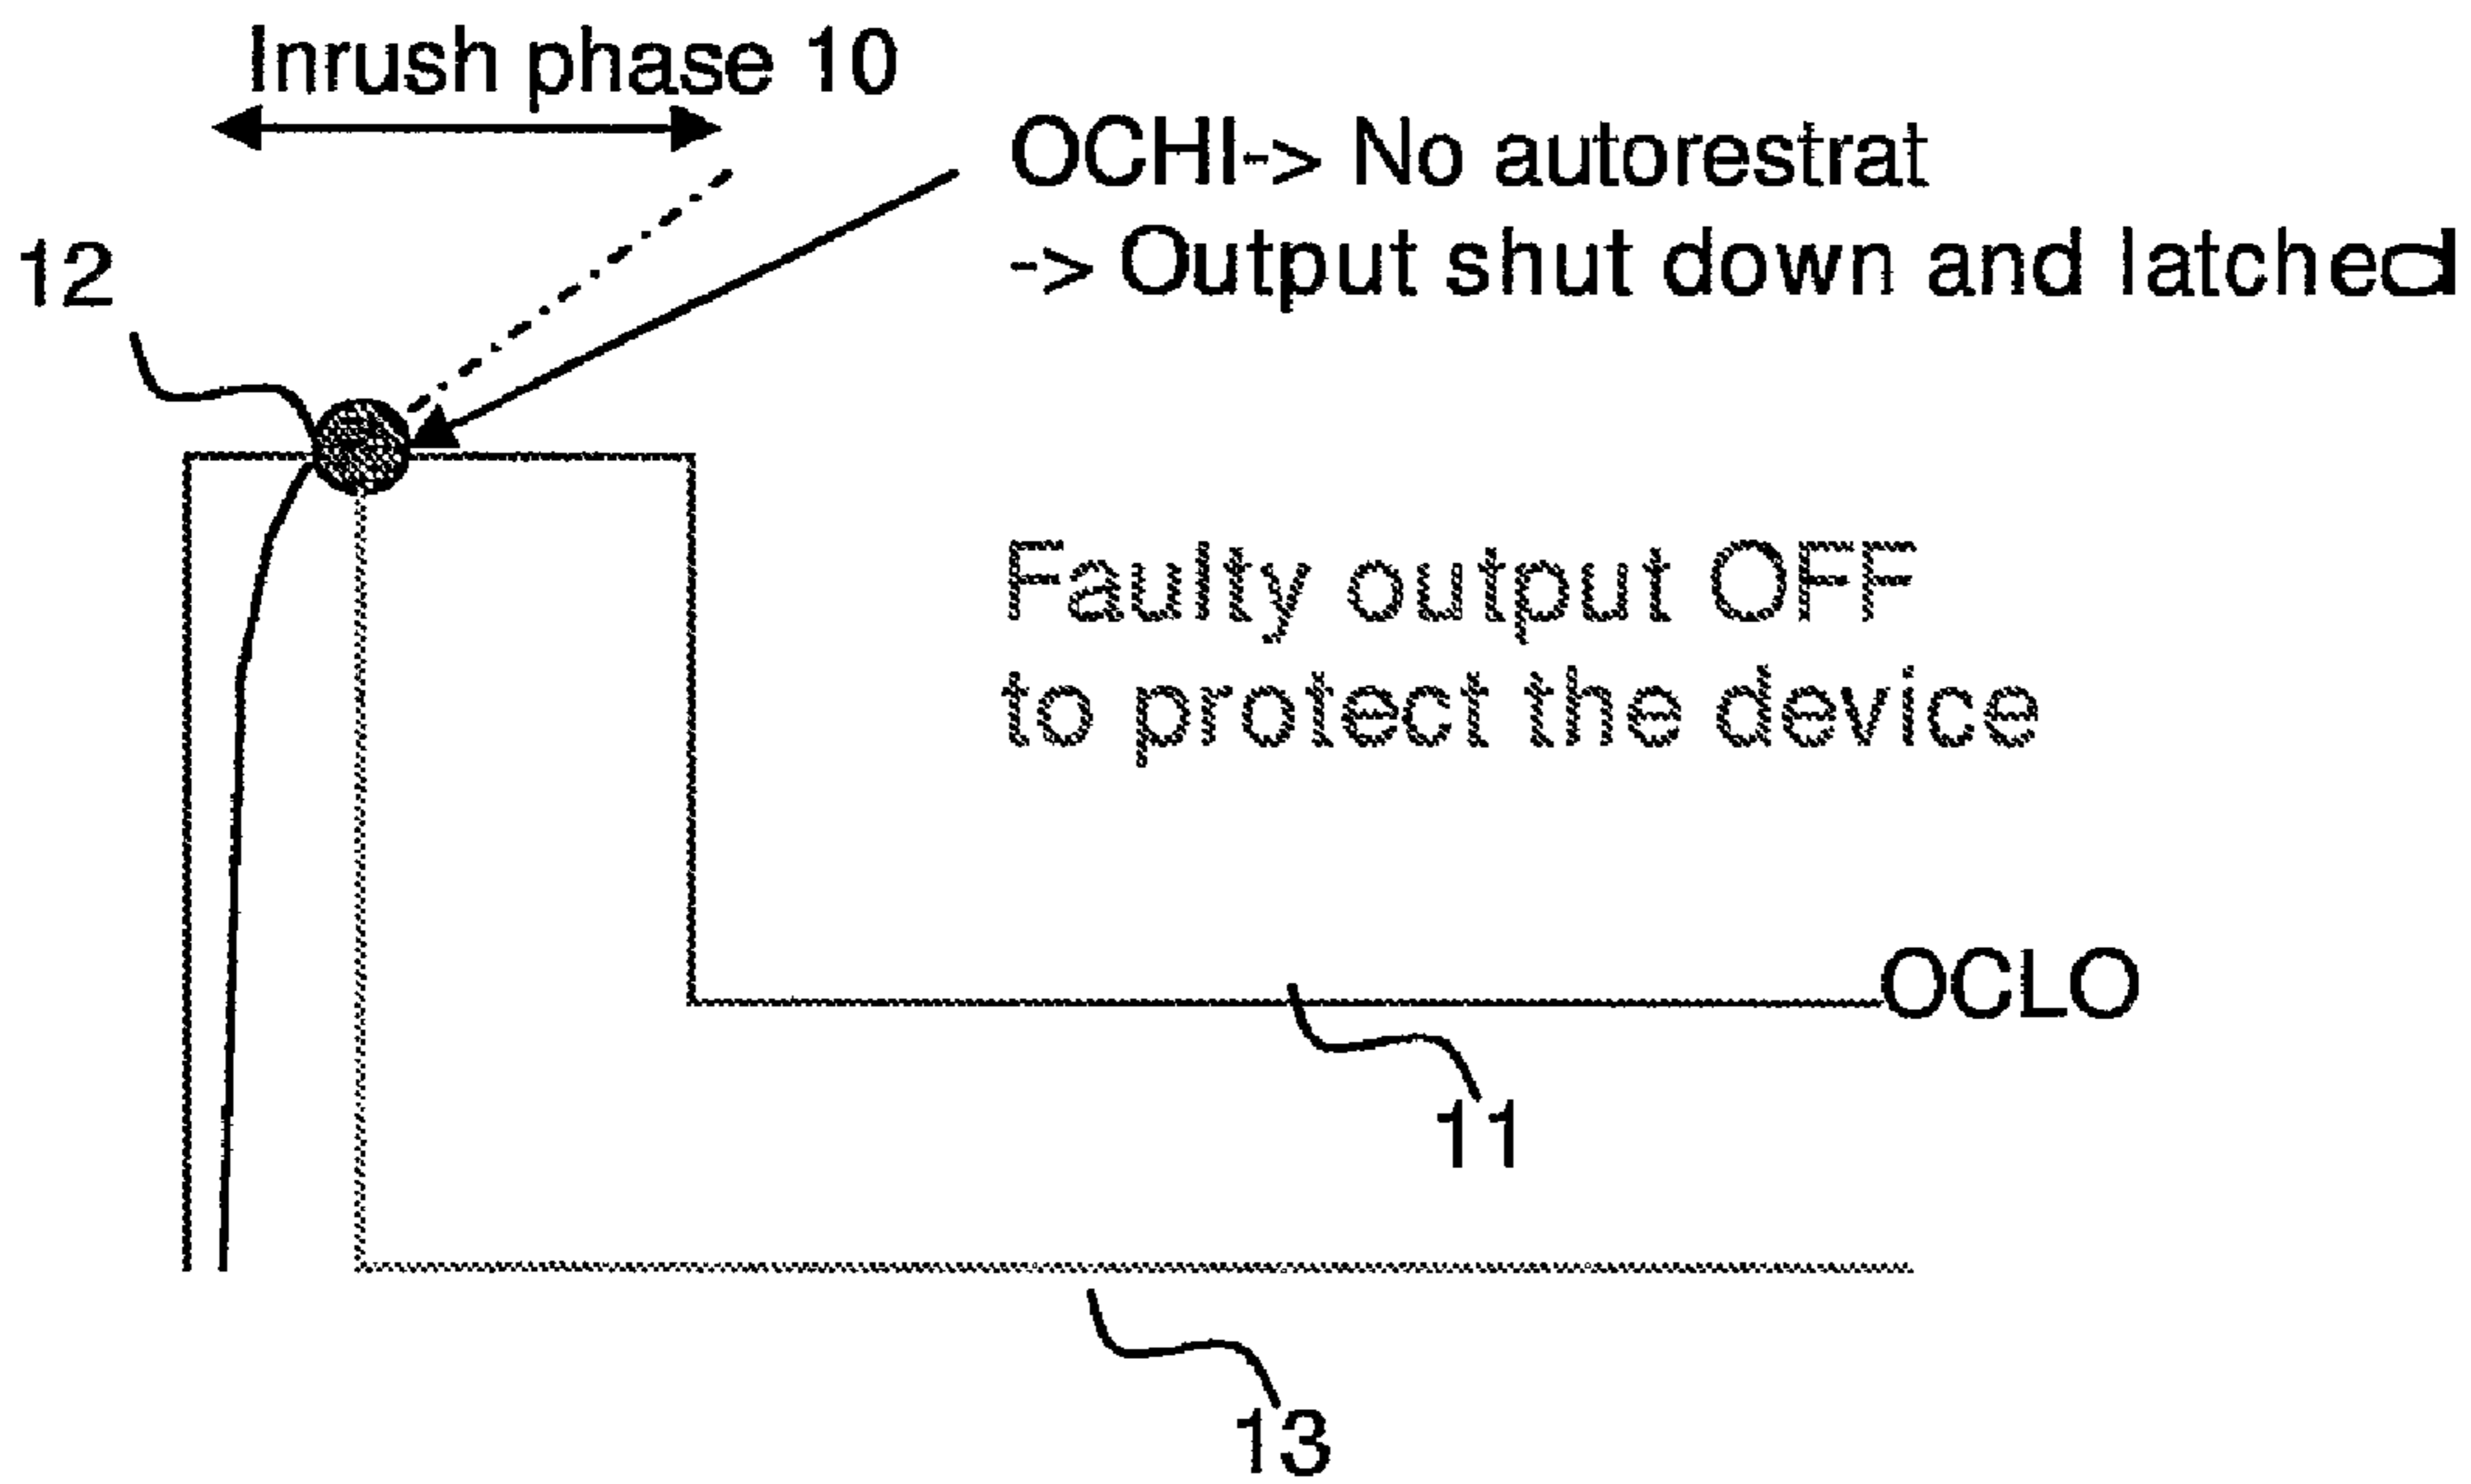 Inrush phase 10
OCHI-> No autorestrat
-> Output shut down and latched
12
Faulty output OFF
to protect the device
OCLO
11
13